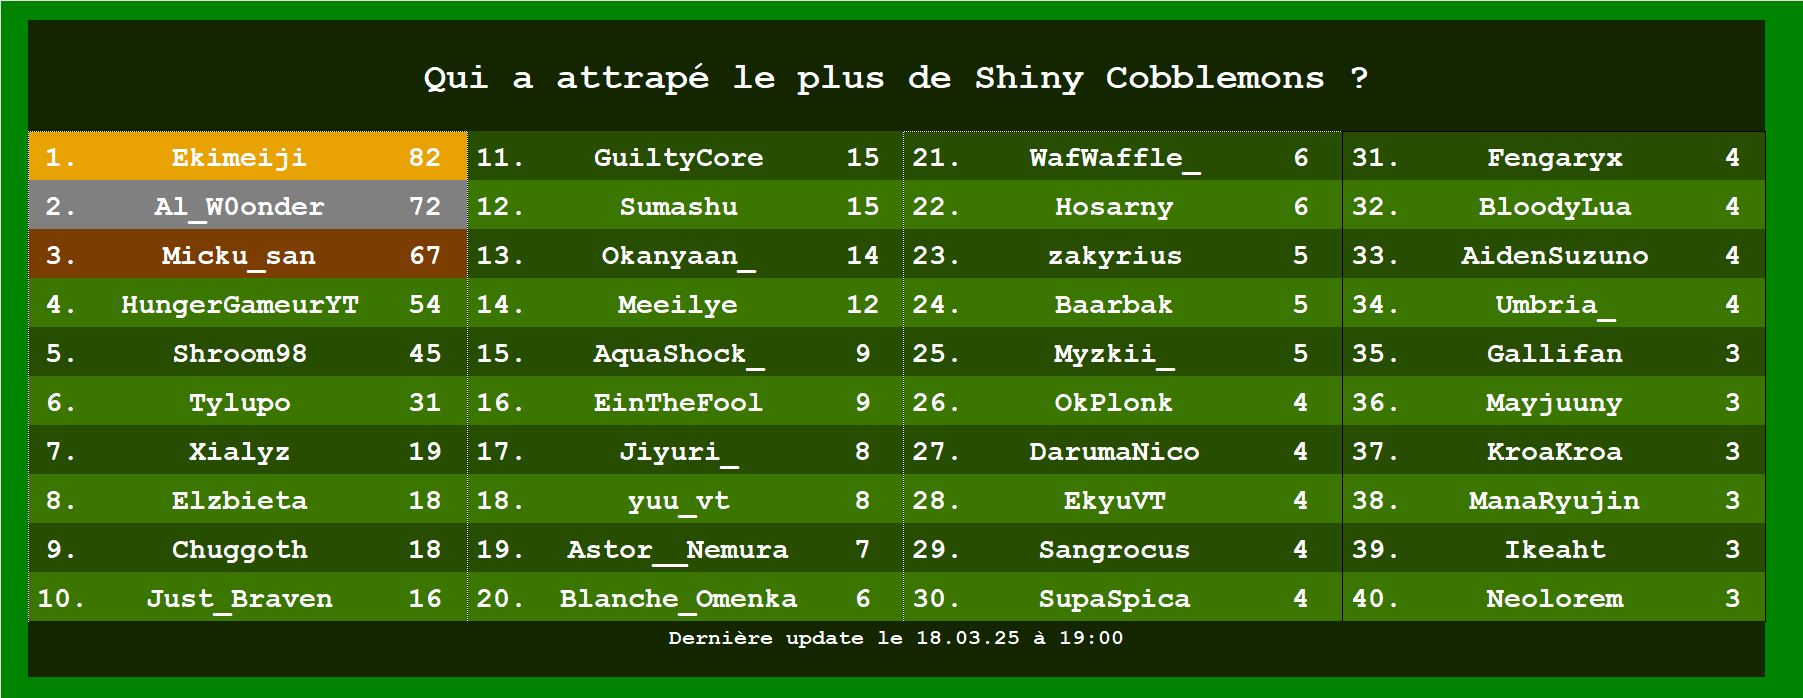 Qui a attrapé le plus de Shiny Cobblemons ?
1. Ekimeiji 82 11. GuiltyCore 15 21. WafWaffle_ 6 31. Fengaryx 4
2. Al_W0onder 72 12. Sumashu 15 22. Hosarny 6 32. BloodyLua 4
3. Micku_san 67 13. Okanyaan_ 14 23. zakyrius 5 33. AidenSuzuno 4
4. HungerGameurYT 54 14. Meeilye 12 24. Baarbak 5 34. Umbria_ 4
5. Shroom98 45 15. AquaShock_ 9 25. Myzkii_ 5 35. Gallifan 3
6. Tylupo 31 16. EinTheFool 9 26. OkPlonk 4 36. Mayjuuny 3
7. Xialyz 19 17. Jiyuri_ 8 27. DarumaNico 4 37. KroaKroa 3
8. Elzbieta 18 18. yuu_vt 8 28. EkyuVT 4 38. ManaRyujin 3
9. Chuggoth 18 19. Astor__Nemura 7 29. Sangrocus 4 39. Ikeaht 3
10. Just_Braven 16 20. Blanche_Omenka 6 30. SupaSpica 4 40. Neolorem 3
Dernière update le 18.03.25 à 19:00